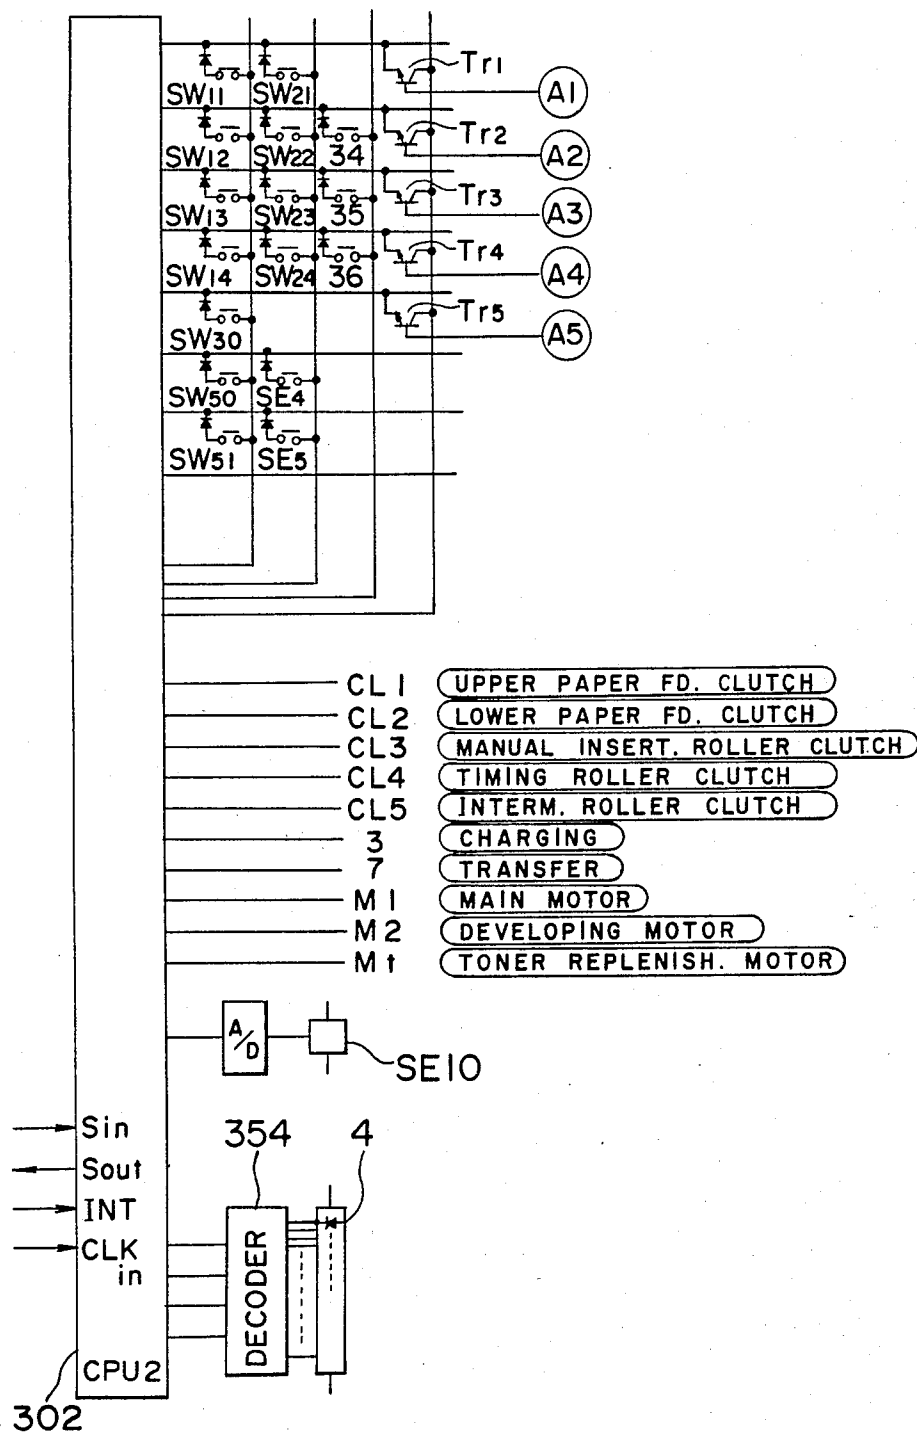 Tr1
A1
SW11 SW21
Tr2
A2
SW12 SW22 34
Tr3
A3
SW13 SW23 35
Tr4
A4
SW14 SW24 36
Tr5
A5
SW30
SW50 SE4
SW51 SE5
CL1 UPPER PAPER FD. CLUTCH
CL2 LOWER PAPER FD. CLUTCH
CL3 MANUAL INSERT. ROLLER CLUTCH
CL4 TIMING ROLLER CLUTCH
CL5 INTERM. ROLLER CLUTCH
3 CHARGING
7 TRANSFER
M1 MAIN MOTOR
M2 DEVELOPING MOTOR
Mt TONER REPLENISH. MOTOR
A/D
SE10
Sin
354 4
Sout
INT
CLK
in
DECODER
CPU2
302